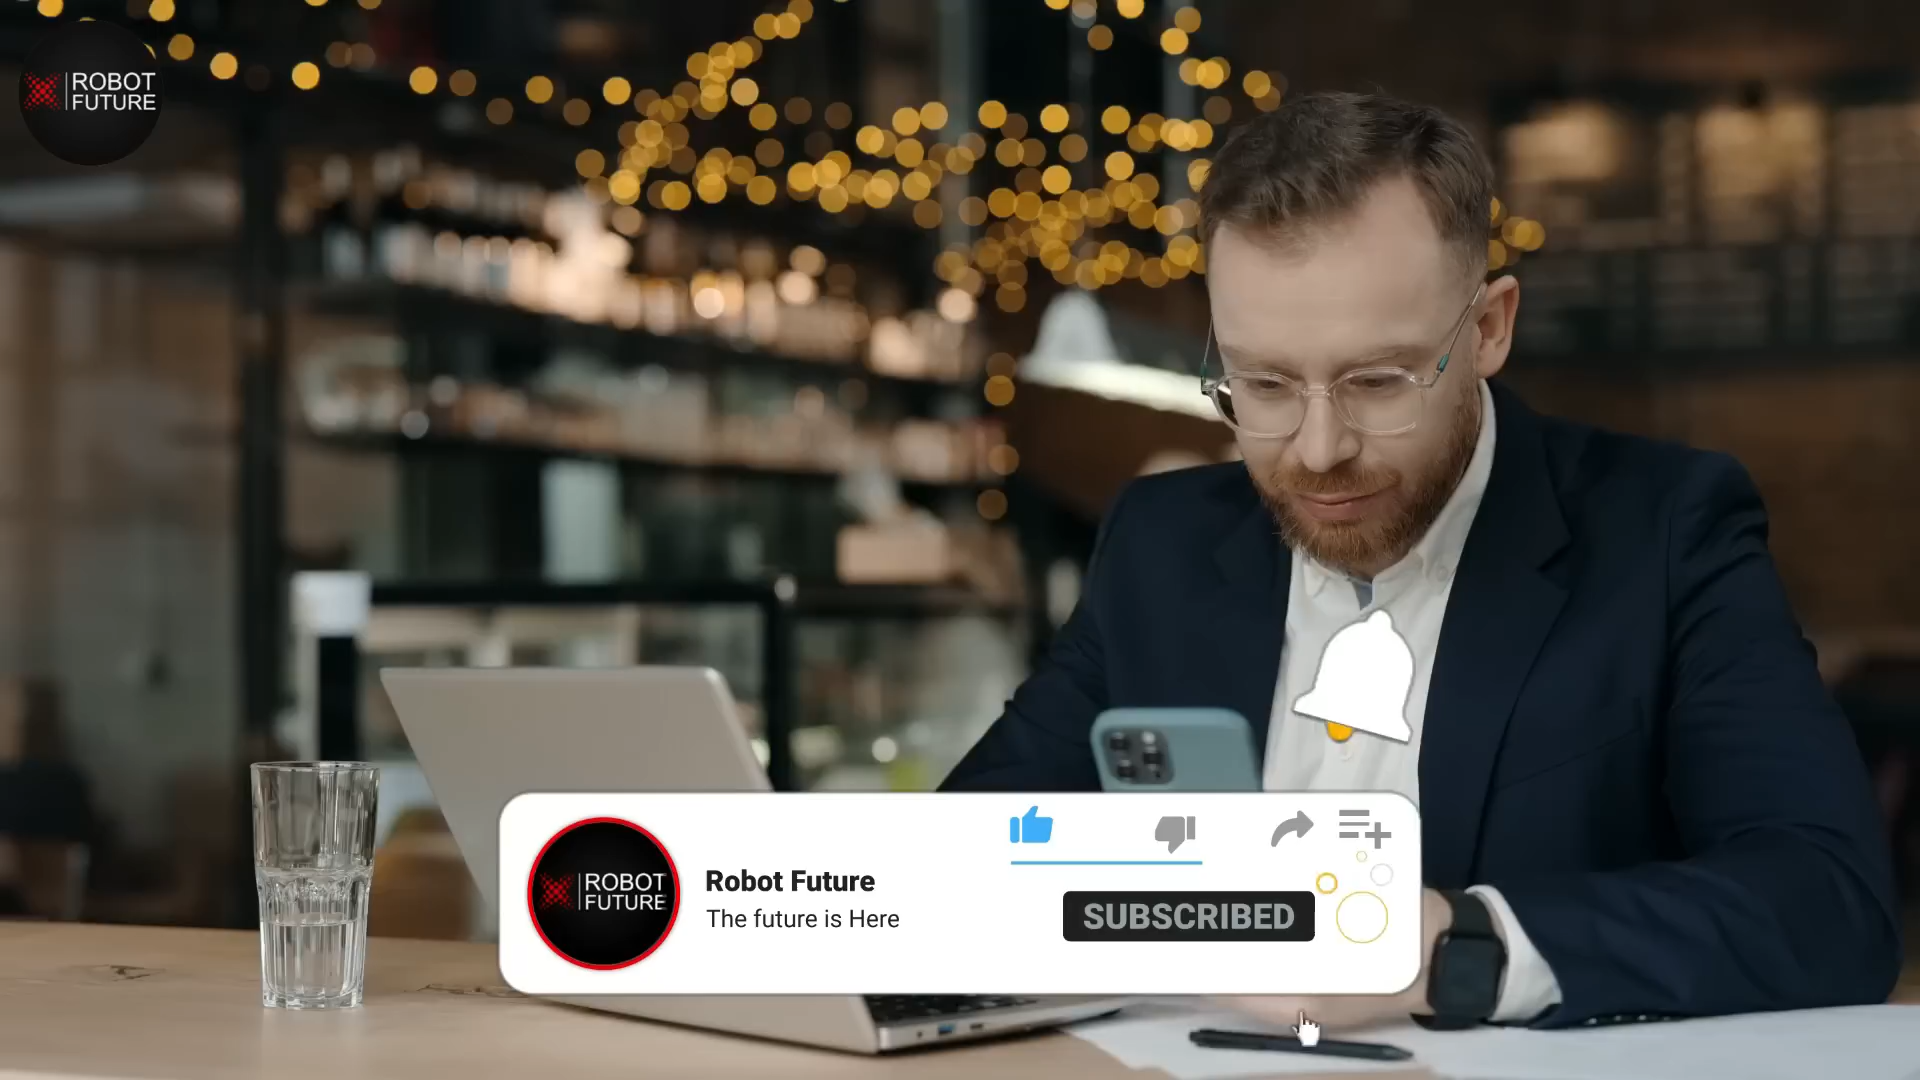 ROBOT
FUTURE
ROBOT
FUTURE
Robot Future
The future is Here
SUBSCRIBED